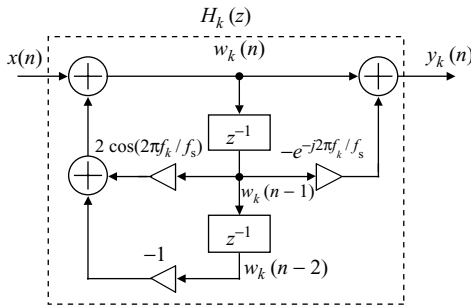 H_k(z)
x(n)
w_k(n)
y_k(n)
z^{-1}
2 cos(2πf_k/f_s)
−e^{−j2πf_k/f_s}
w_k(n−1)
z^{-1}
−1
w_k(n−2)